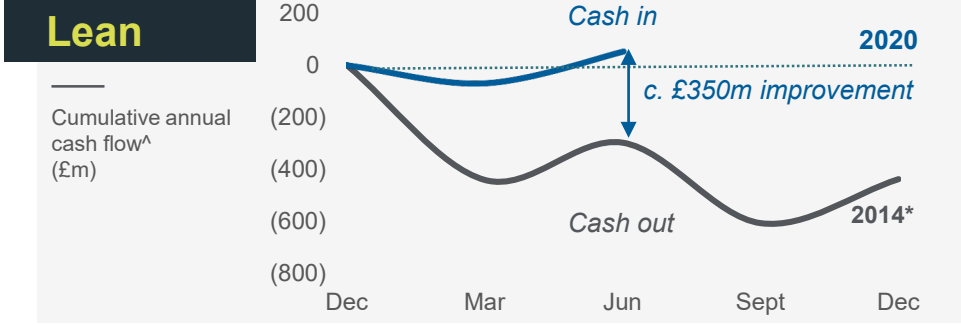 Lean
Cumulative annual
cash flow^
(£m)
200
0
(200)
(400)
(600)
(800)
Cash in
2020
c. £350m improvement
Cash out
2014*
Dec
Mar
Jun
Sept
Dec